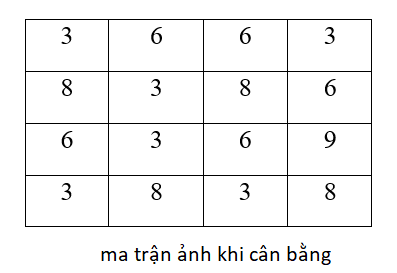 3 6 6 3
8 3 8 6
6 3 6 9
3 8 3 8
ma trận ảnh khi cân bằng